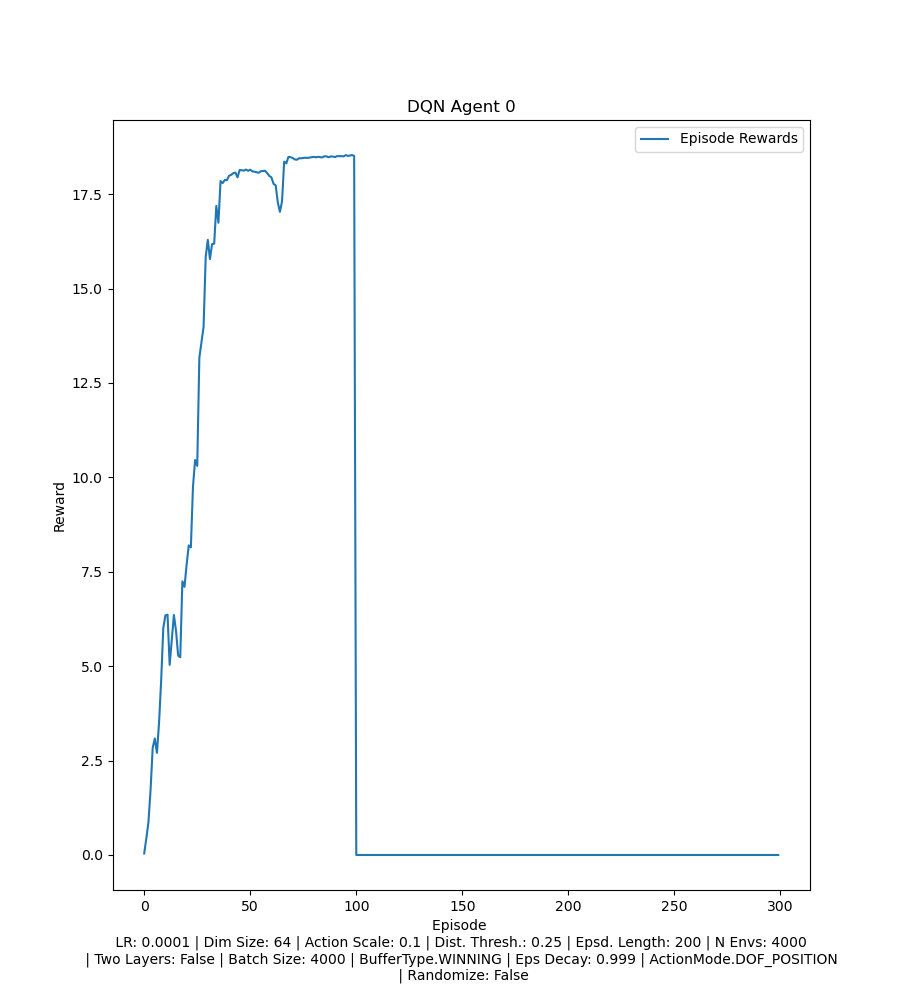 DQN Agent 0
Episode Rewards
17.5
15.0
12.5
10.0
7.5
5.0
2.5
0.0
Reward
0 50 100 150 200 250 300
Episode
LR: 0.0001 | Dim Size: 64 | Action Scale: 0.1 | Dist. Thresh.: 0.25 | Epsd. Length: 200 | N Envs: 4000
| Two Layers: False | Batch Size: 4000 | BufferType.WINNING | Eps Decay: 0.999 | ActionMode.DOF_POSITION
| Randomize: False